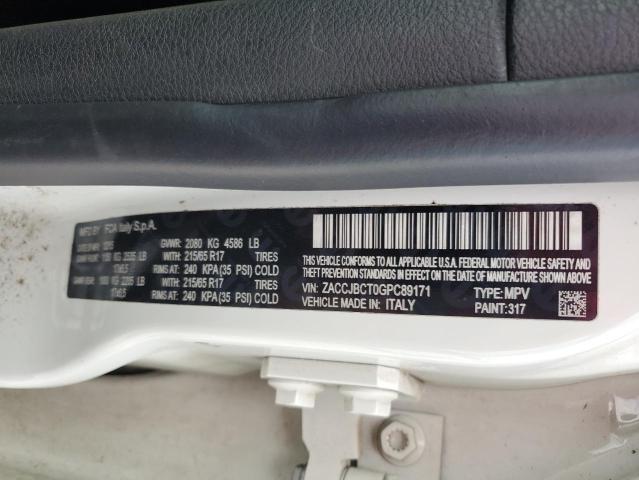 MFD BY FCA Italy S.p.A.
GVWR: 2080 KG 4586 LB
WITH: 215/65 R17 TIRES
RIMS AT: 240 KPA(35 PSI) COLD
WITH: 215/65 R17 TIRES
RIMS AT: 240 KPA(35 PSI) COLD
THIS VEHICLE CONFORMS TO ALL APPLICABLE U.S.A. FEDERAL MOTOR VEHICLE
SAFETY, BUMPER, AND THEFT PREVENTION STANDARDS IN EFFECT ON THE DATE OF
MANUFACTURE SHOWN ABOVE.
VIN: ZACCJBCT0GPC89171 TYPE: MPV
VEHICLE MADE IN: ITALY PAINT: 317